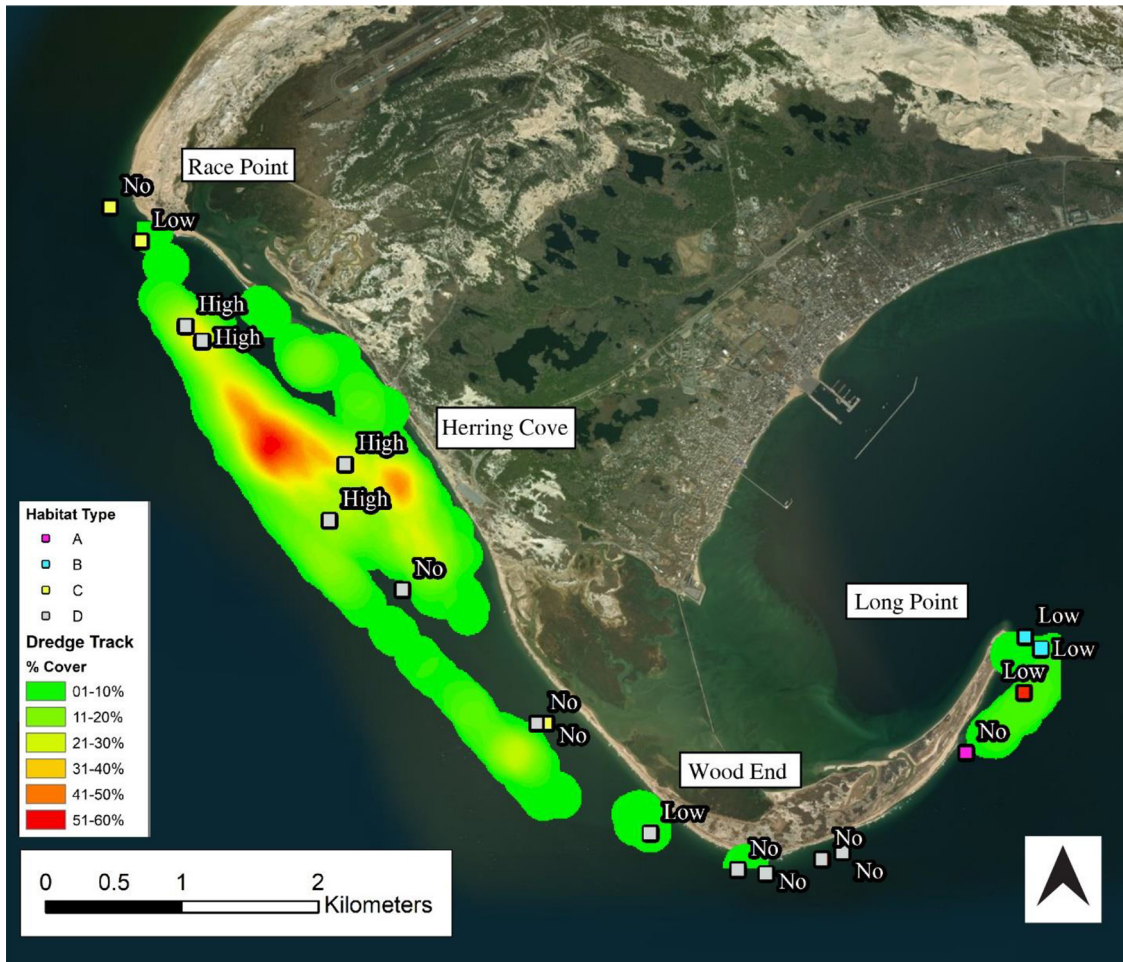 Race Point
No
Low
High
High
Herring Cove
High
High
No
Long Point
Low
Low
Low
No
No
No
Wood End
Low
No
No
No
No
Habitat Type
A
B
C
D
Dredge Track
% Cover
01-10%
11-20%
21-30%
31-40%
41-50%
51-60%
0 0.5 1 2
Kilometers